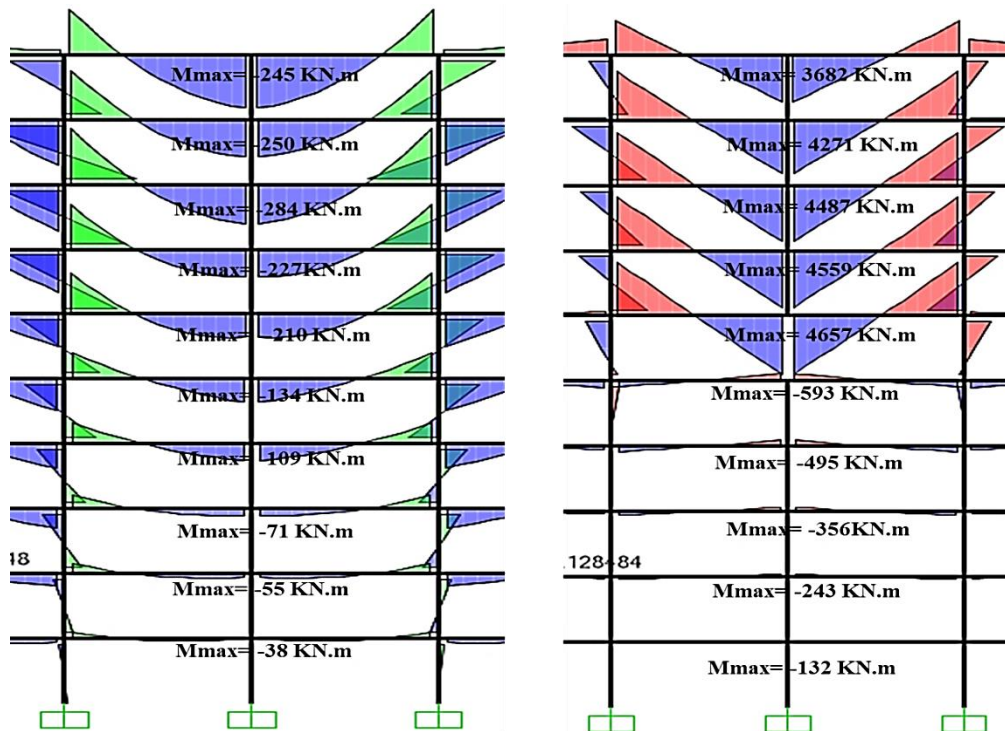 Mmax= -245 KN.m
Mmax= -250 KN.m
Mmax= -284 KN.m
Mmax= -227KN.m
Mmax= -210 KN.m
Mmax= -134 KN.m
Mmax= -109 KN.m
Mmax= -71 KN.m
48
Mmax= -55 KN.m
Mmax= -38 KN.m
Mmax= 3682 KN.m
Mmax= 4271 KN.m
Mmax= 4487 KN.m
Mmax= 4559 KN.m
Mmax= 4657 KN.m
Mmax= -593 KN.m
Mmax= -495 KN.m
Mmax= -356KN.m
.128484
Mmax= -243 KN.m
Mmax= -132 KN.m